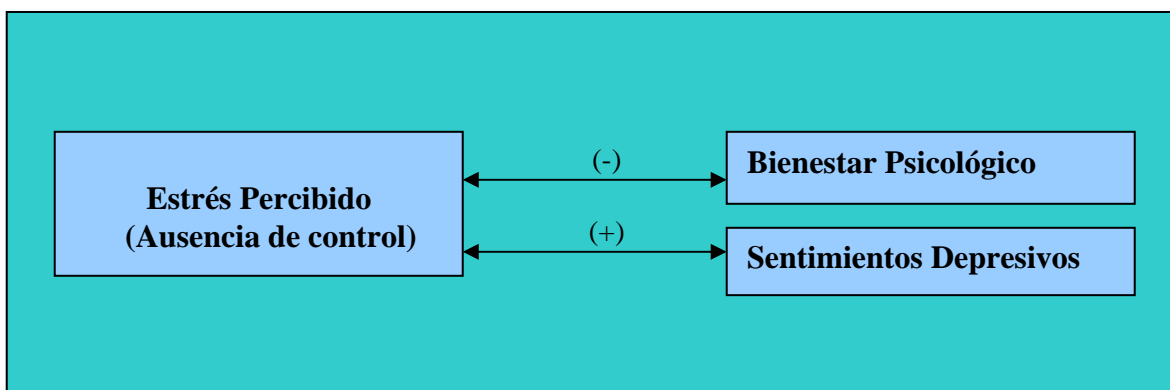 Estrés Percibido
(Ausencia de control)
(-)
Bienestar Psicológico
(+)
Sentimientos Depresivos